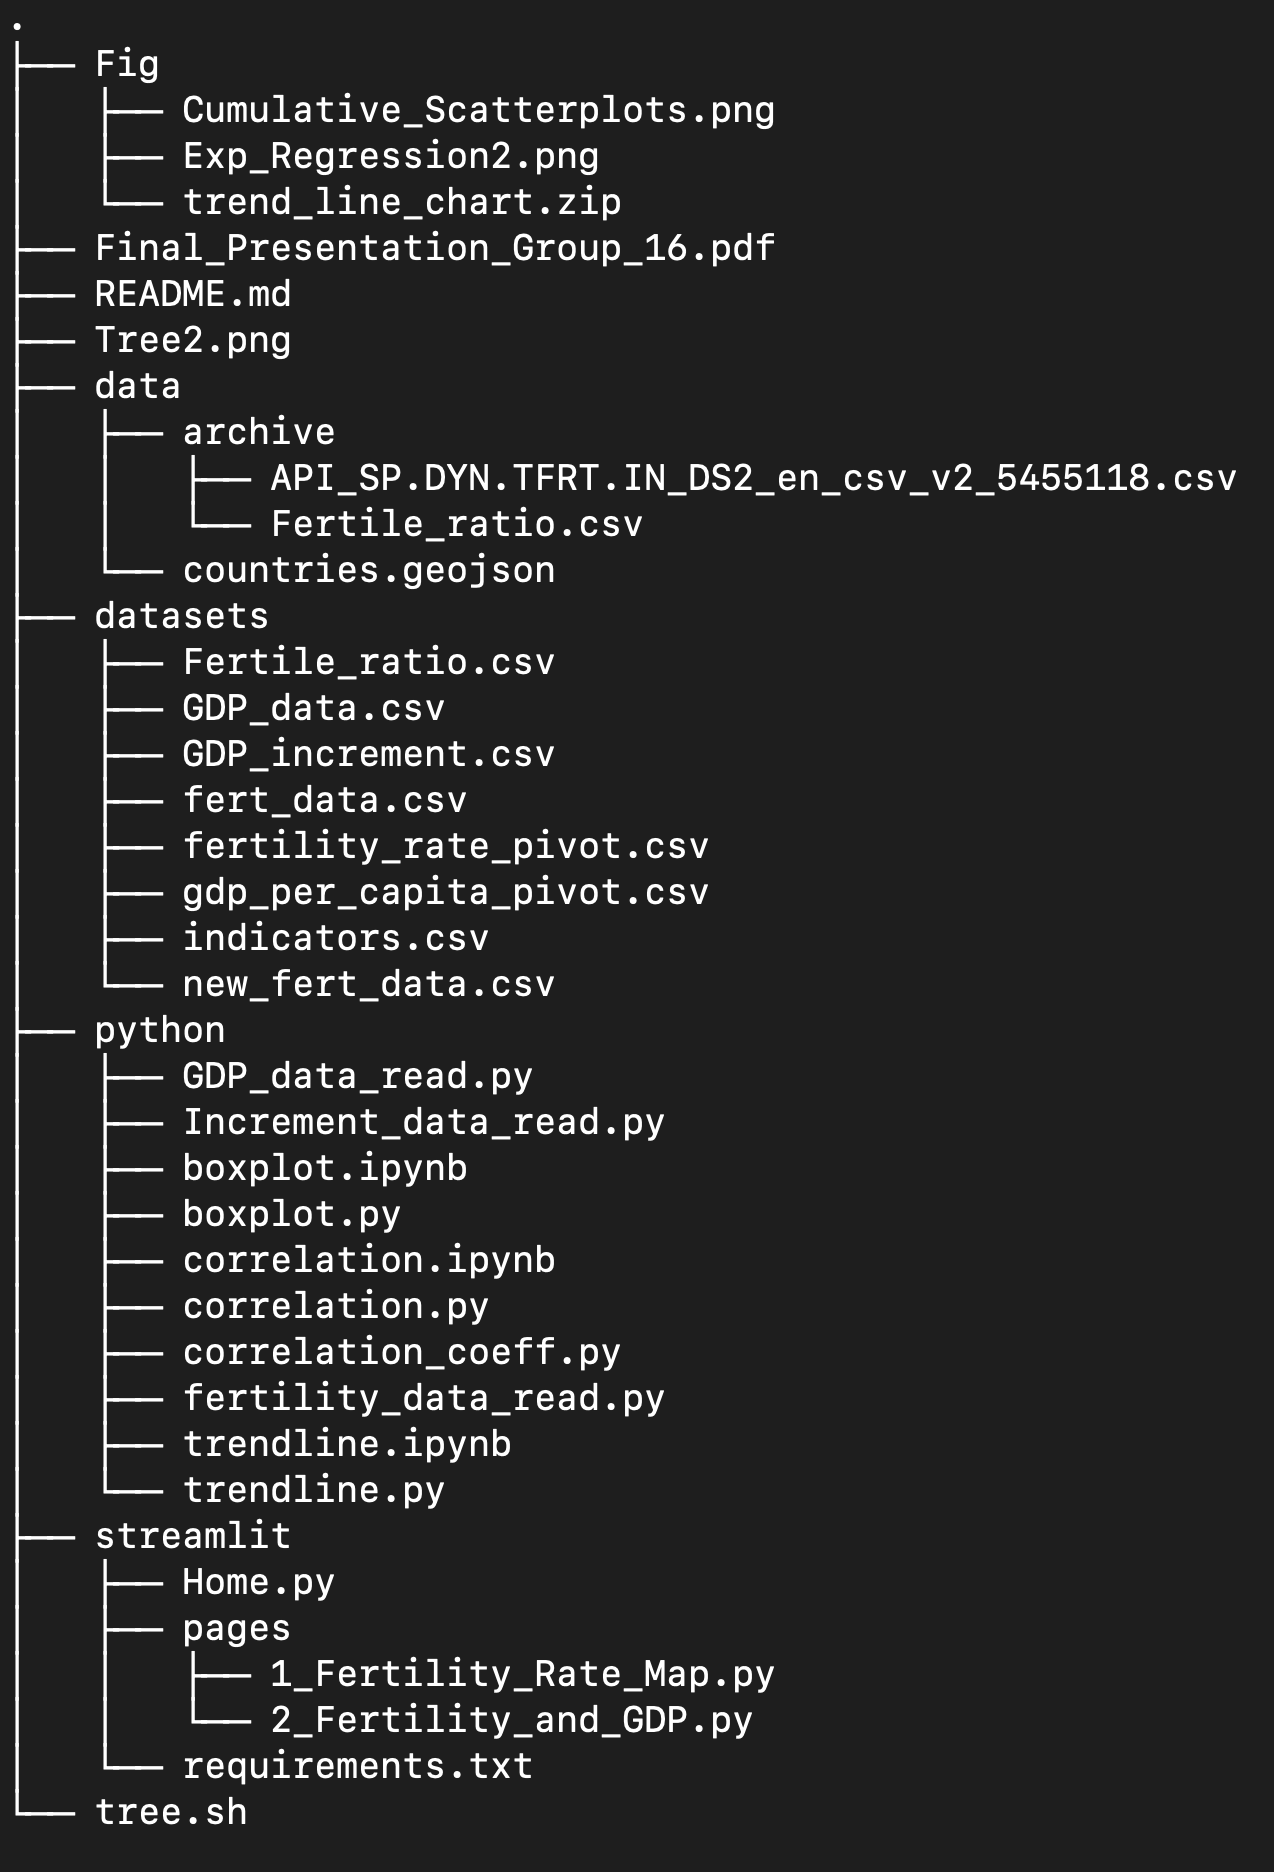 .
├── Fig
│   ├── Cumulative_Scatterplots.png
│   ├── Exp_Regression2.png
│   └── trend_line_chart.zip
├── Final_Presentation_Group_16.pdf
├── README.md
├── Tree2.png
├── data
│   ├── archive
│   │   ├── API_SP.DYN.TFRT.IN_DS2_en_csv_v2_5455118.csv
│   │   └── Fertile_ratio.csv
│   └── countries.geojson
├── datasets
│   ├── Fertile_ratio.csv
│   ├── GDP_data.csv
│   ├── GDP_increment.csv
│   ├── fert_data.csv
│   ├── fertility_rate_pivot.csv
│   ├── gdp_per_capita_pivot.csv
│   ├── indicators.csv
│   └── new_fert_data.csv
├── python
│   ├── GDP_data_read.py
│   ├── Increment_data_read.py
│   ├── boxplot.ipynb
│   ├── boxplot.py
│   ├── correlation.ipynb
│   ├── correlation.py
│   ├── correlation_coeff.py
│   ├── fertility_data_read.py
│   ├── trendline.ipynb
│   └── trendline.py
├── streamlit
│   ├── Home.py
│   ├── pages
│   │   ├── 1_Fertility_Rate_Map.py
│   │   └── 2_Fertility_and_GDP.py
│   └── requirements.txt
└── tree.sh